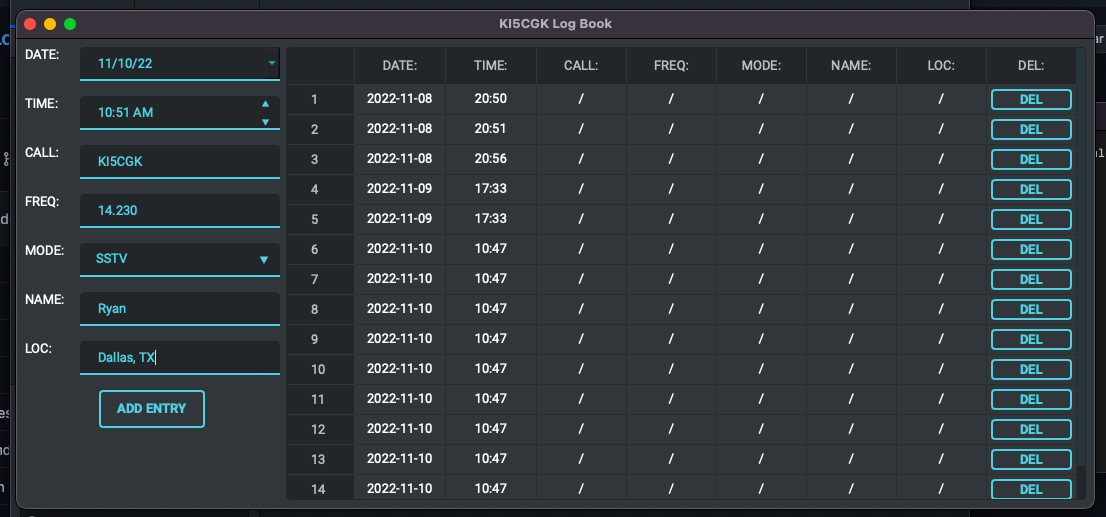 KI5CGK Log Book
DATE: 11/10/22
TIME: 10:51 AM
CALL: KI5CGK
FREQ: 14.230
MODE: SSTV
NAME: Ryan
LOC: Dallas, TX
ADD ENTRY
DATE: TIME: CALL: FREQ: MODE: NAME: LOC: DEL:
1 2022-11-08 20:50 / / / / / DEL
2 2022-11-08 20:51 / / / / / DEL
3 2022-11-08 20:56 / / / / / DEL
4 2022-11-09 17:33 / / / / / DEL
5 2022-11-09 17:33 / / / / / DEL
6 2022-11-10 10:47 / / / / / DEL
7 2022-11-10 10:47 / / / / / DEL
8 2022-11-10 10:47 / / / / / DEL
9 2022-11-10 10:47 / / / / / DEL
10 2022-11-10 10:47 / / / / / DEL
11 2022-11-10 10:47 / / / / / DEL
12 2022-11-10 10:47 / / / / / DEL
13 2022-11-10 10:47 / / / / / DEL
14 2022-11-10 10:47 / / / / / DEL